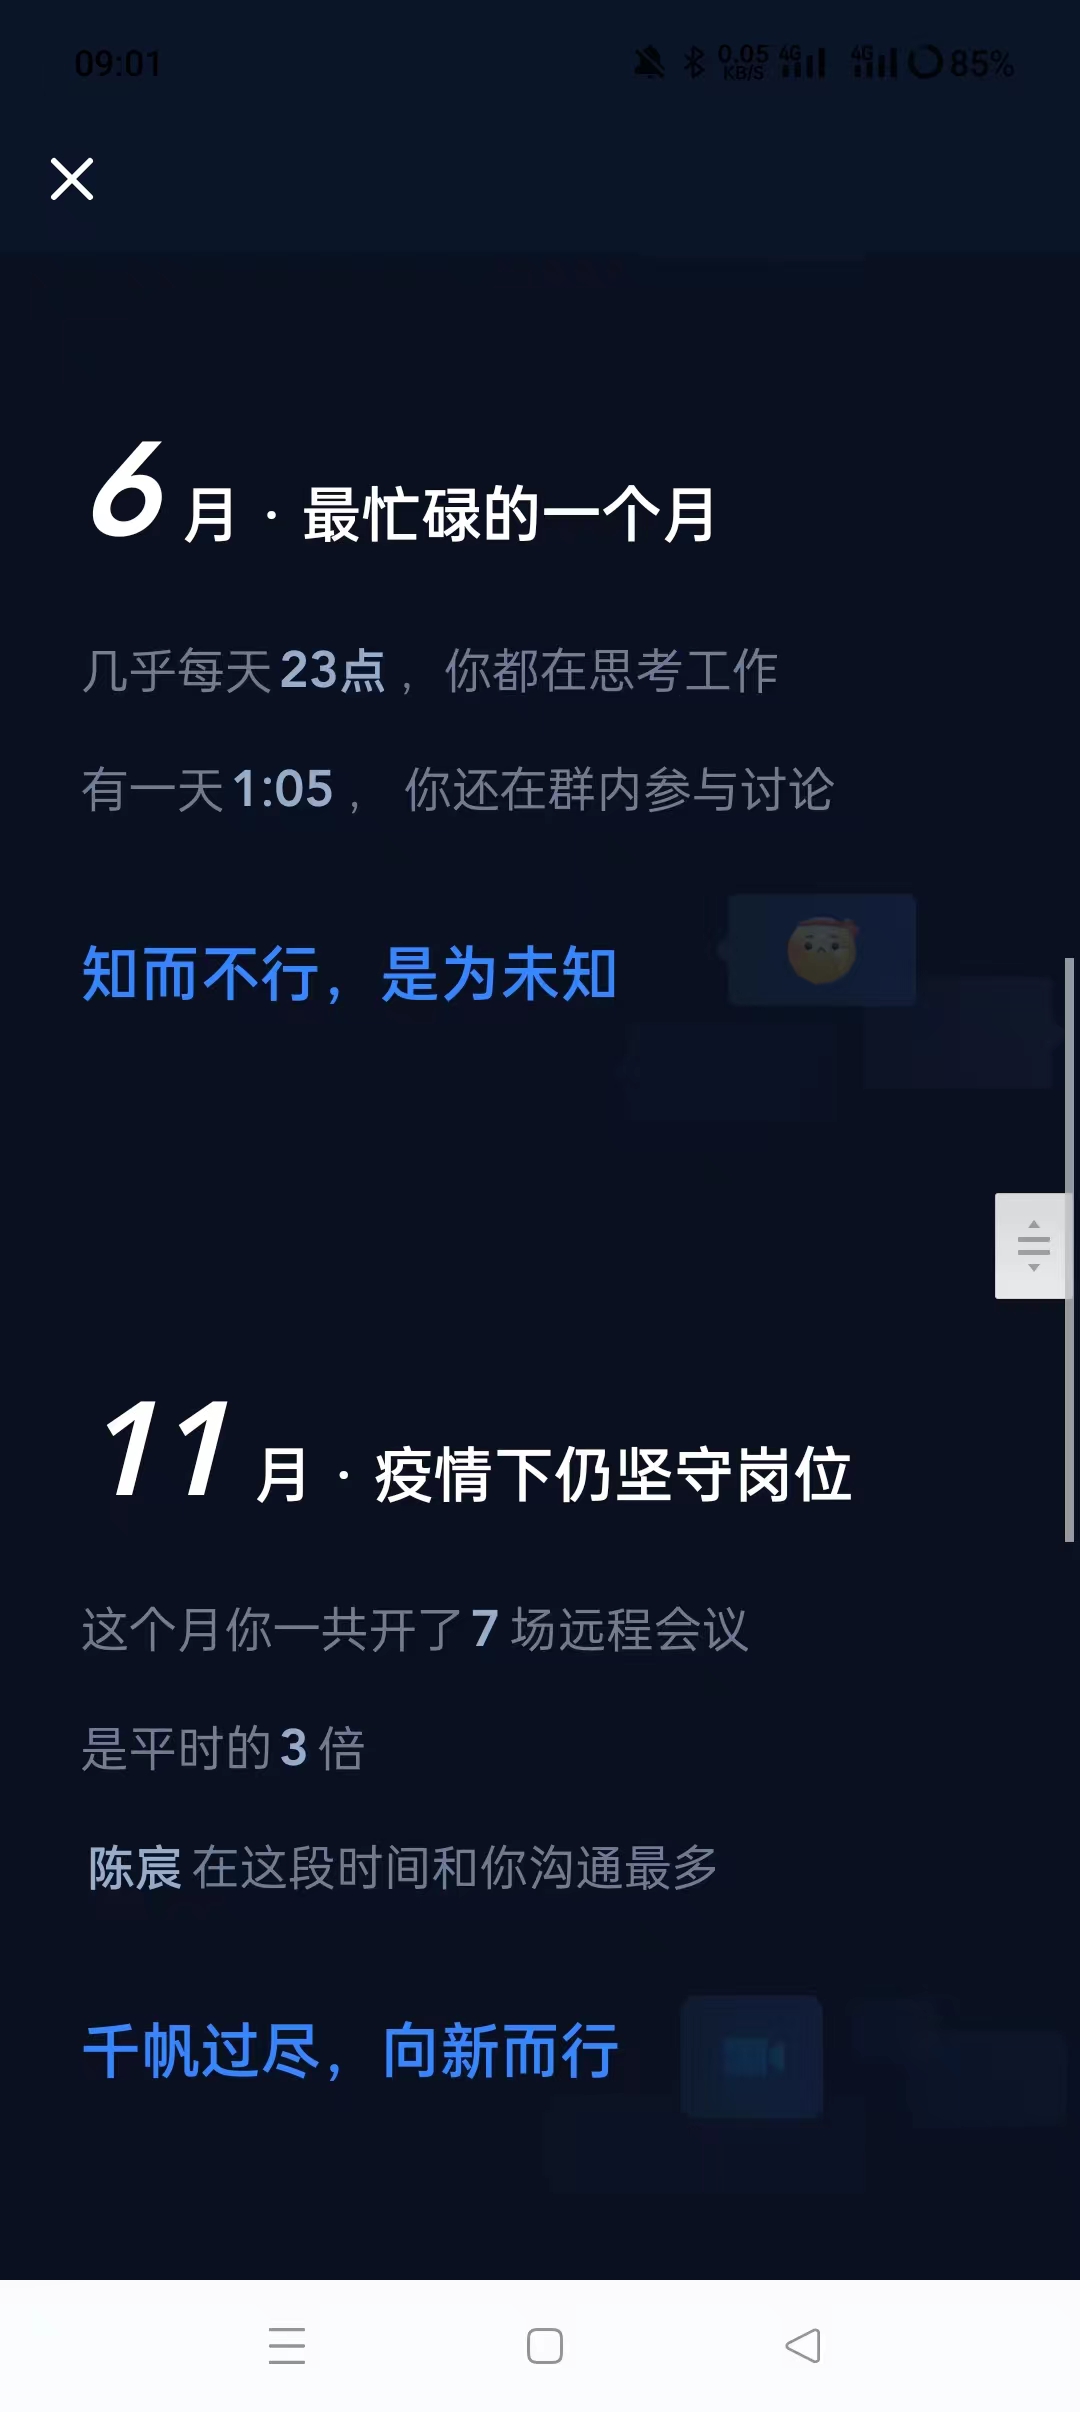 09:01
0.05 KB/S 4G 4G 85%
6月·最忙碌的一个月
几乎每天23点，你都在思考工作
有一天1:05，你还在群内参与讨论
知而不行，是为未知
11月·疫情下仍坚守岗位
这个月你一共开了7场远程会议
是平时的3倍
陈宸在这段时间和你沟通最多
千帆过尽，向新而行